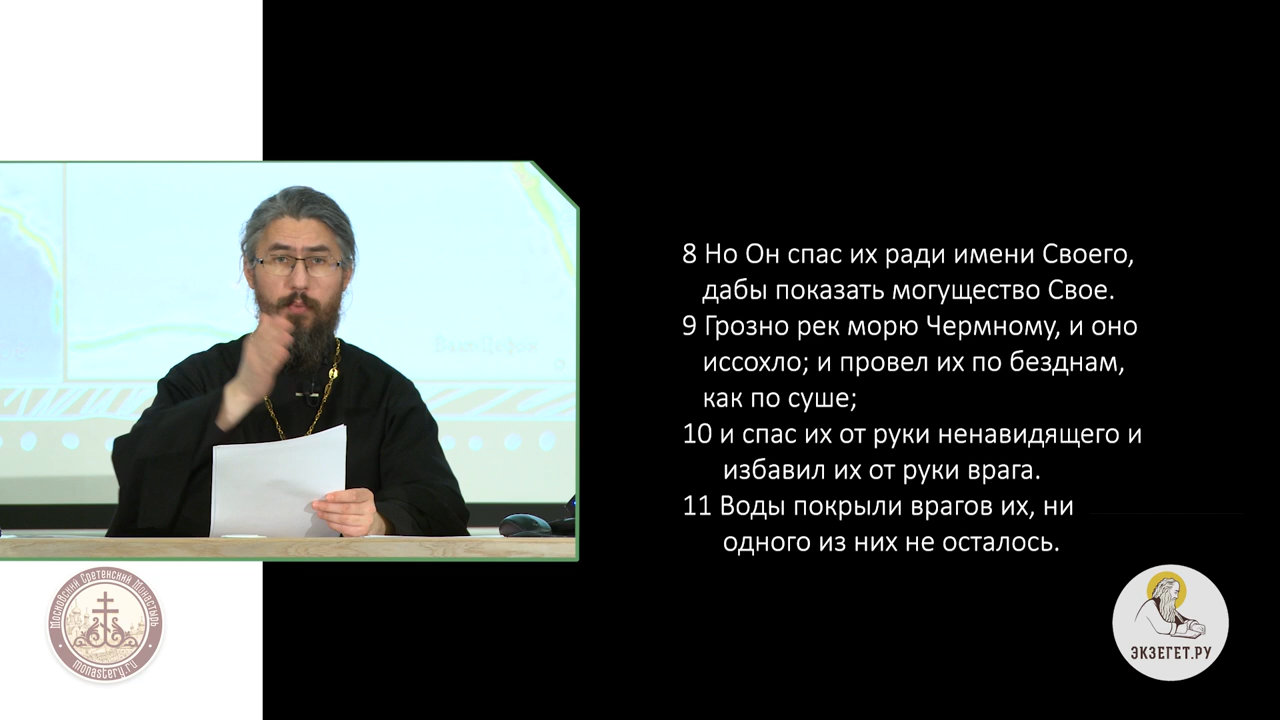 8 Но Он спас их ради имени Своего,
дабы показать могущество Свое.
9 Грозно рек морю Чермному, и оно
иссохло; и провел их по безднам,
как по суше;
10 и спас их от руки ненавидящего и
избавил их от руки врага.
11 Воды покрыли врагов их, ни
одного из них не осталось.
Московский Сретенский Монастырь
monastery.ru
ЭКЗЕГЕТ.РУ